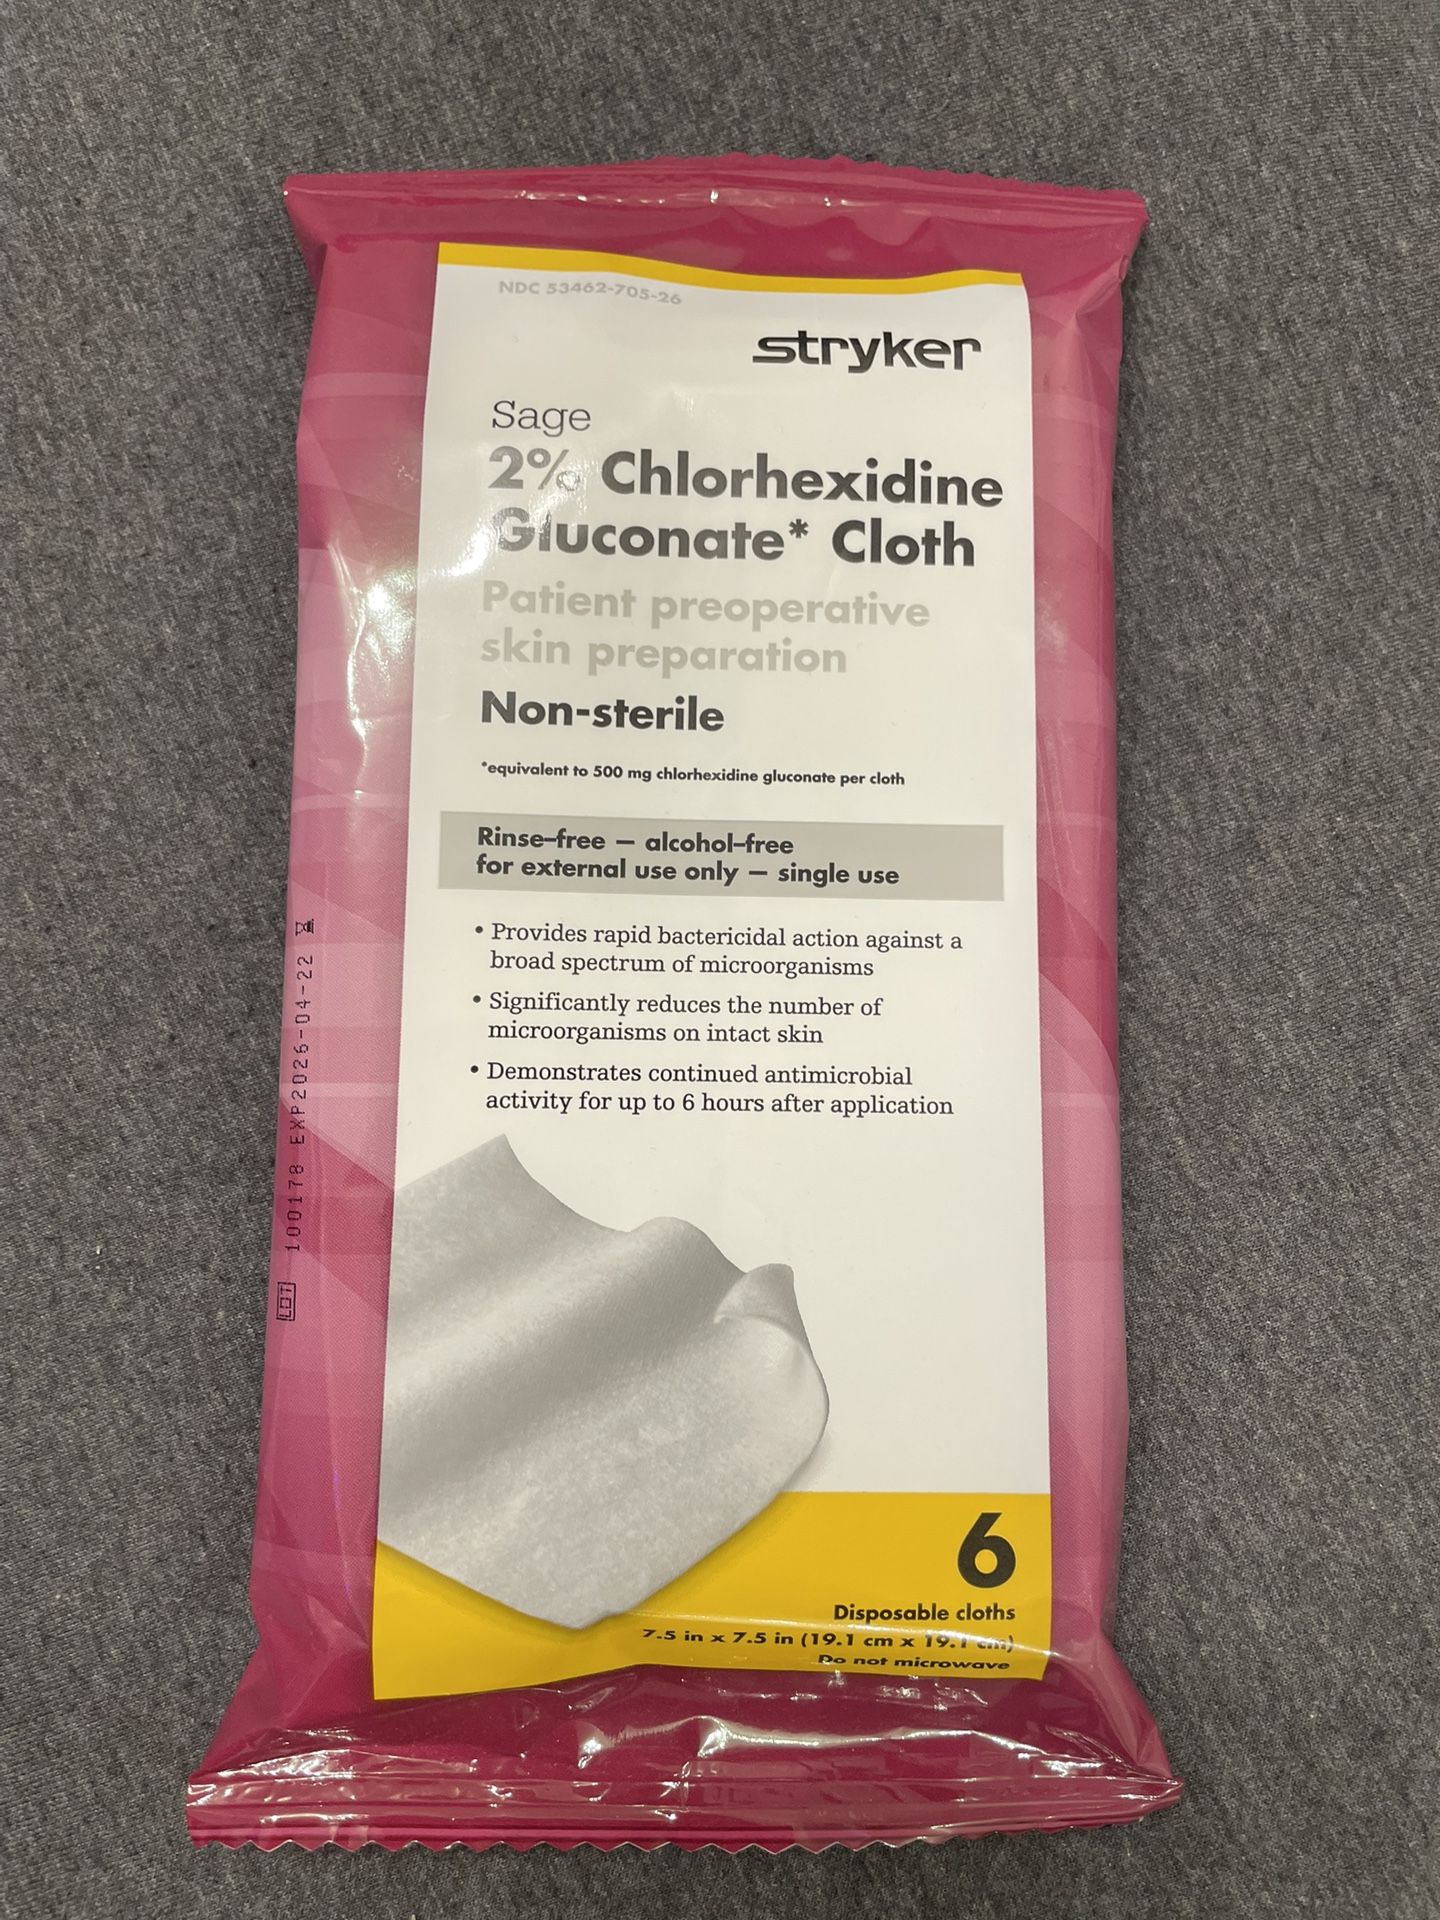 NDC 53462-705-26
stryker
Sage
2% Chlorhexidine
Gluconate* Cloth
Patient preoperative
skin preparation
Non-sterile
*equivalent to 500 mg chlorhexidine gluconate per cloth
Rinse-free — alcohol-free
for external use only — single use
• Provides rapid bactericidal action against a
broad spectrum of microorganisms
• Significantly reduces the number of
microorganisms on intact skin
• Demonstrates continued antimicrobial
activity for up to 6 hours after application
6
Disposable cloths
7.5 in x 7.5 in (19.1 cm x 19.1 cm)
Do not microwave
LOT 100178 EXP2026-04-22